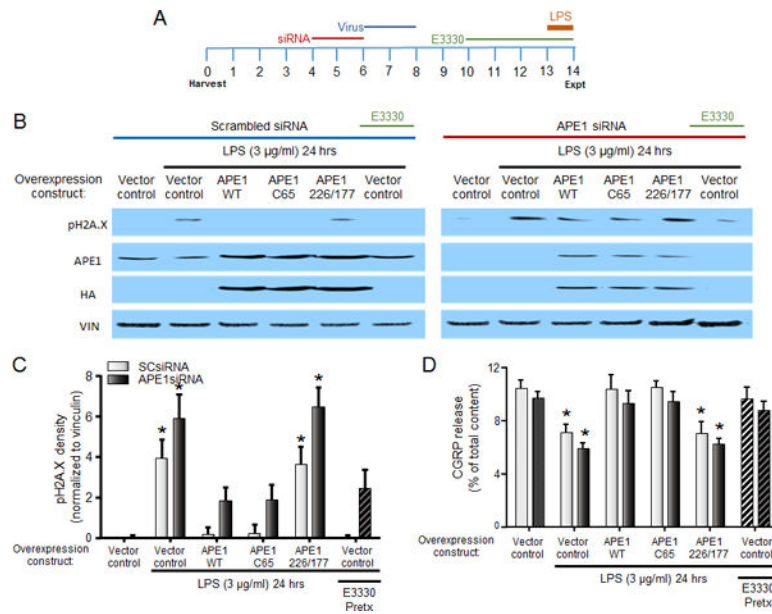 A
siRNA
Virus
E3330
LPS
0 1 2 3 4 5 6 7 8 9 10 11 12 13 14
Harvest
Expt
B
E3330
Scrambled siRNA
LPS (3 µg/ml) 24 hrs
Overexpression construct:
Vector control
Vector control
APE1 WT
APE1 C65
APE1 226/177
Vector control
E3330
APE1 siRNA
LPS (3 µg/ml) 24 hrs
Vector control
Vector control
APE1 WT
APE1 C65
APE1 226/177
Vector control
pH2A.X
APE1
HA
VIN
C
SCsiRNA
APE1siRNA
pH2A.X density
(normalized to vinculin)
8
6
4
2
0
* * * *
Overexpression construct:
Vector control
Vector control
APE1 WT
APE1 C65
APE1 226/177
Vector control
LPS (3 µg/ml) 24 hrs
E3330
Pretx
D
CGRP release
(% of total content)
12
9
6
3
0
* * * *
Overexpression construct:
Vector control
Vector control
APE1 WT
APE1 C65
APE1 226/177
Vector control
LPS (3 µg/ml) 24 hrs
E3330
Pretx